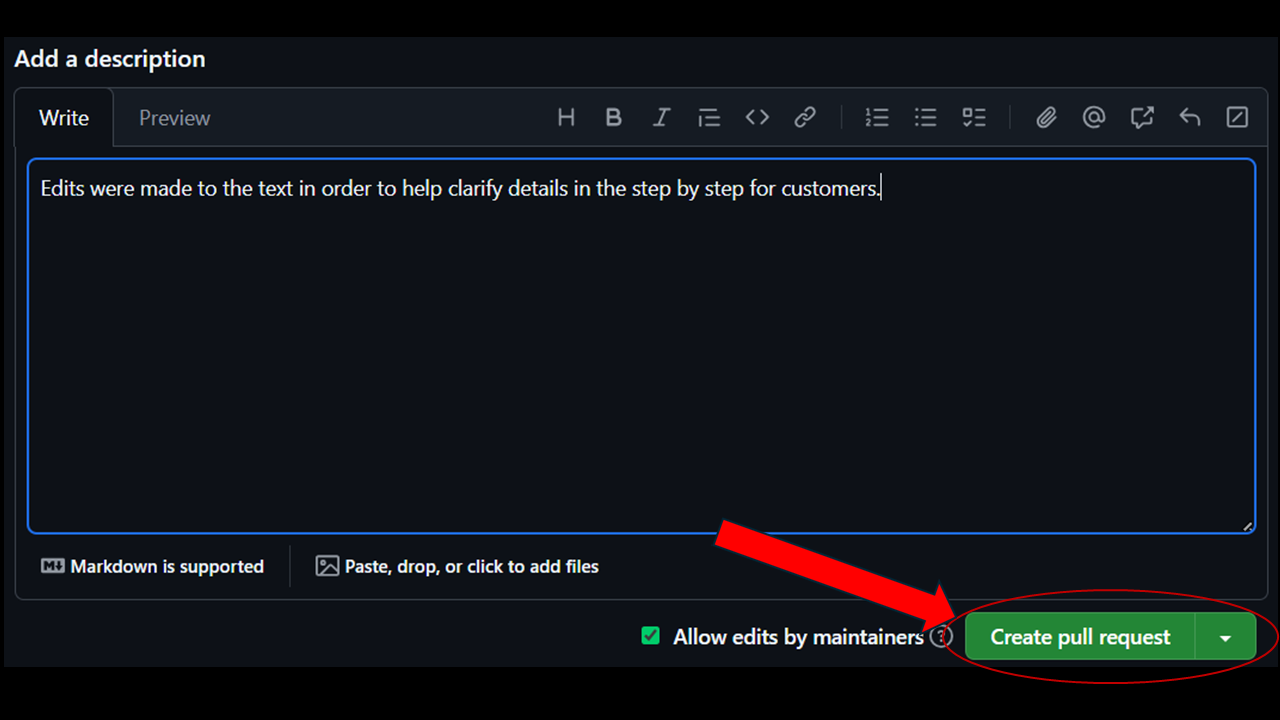 Add a description
Write Preview
Edits were made to the text in order to help clarify details in the step by step for customers.
Markdown is supported Paste, drop, or click to add files
Allow edits by maintainers Create pull request